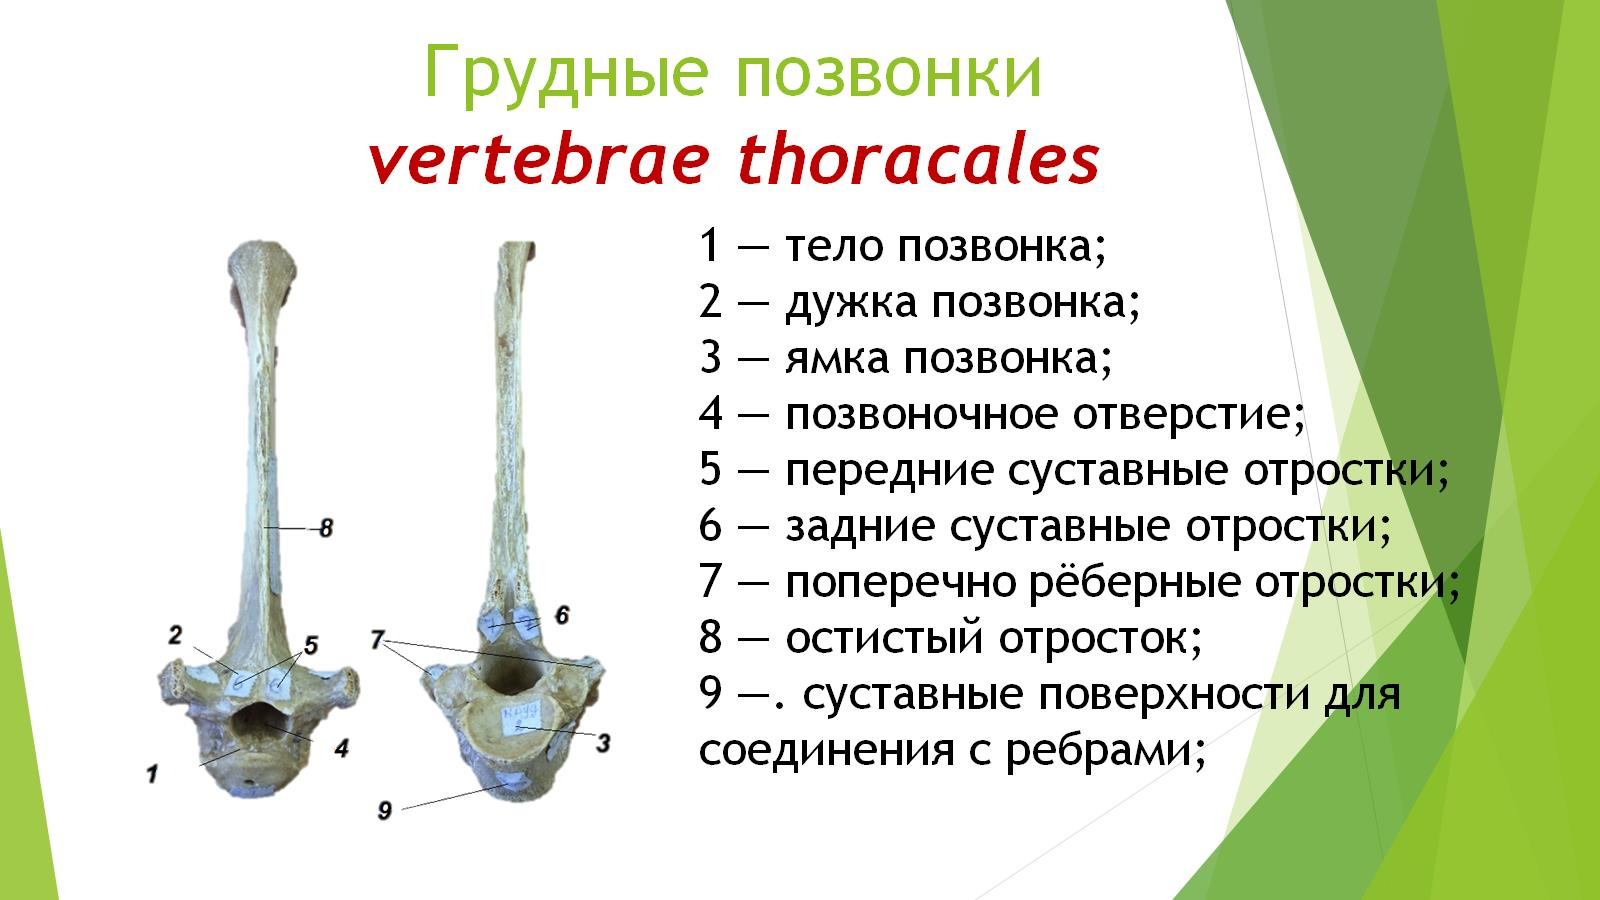 Грудные позвонки
vertebrae thoracales
1 — тело позвонка;
2 — дужка позвонка;
3 — ямка позвонка;
4 — позвоночное отверстие;
5 — передние суставные отростки;
6 — задние суставные отростки;
7 — поперечно рёберные отростки;
8 — остистый отросток;
9 —. суставные поверхности для
соединения с ребрами;
8
2
5
4
1
6
7
3
9